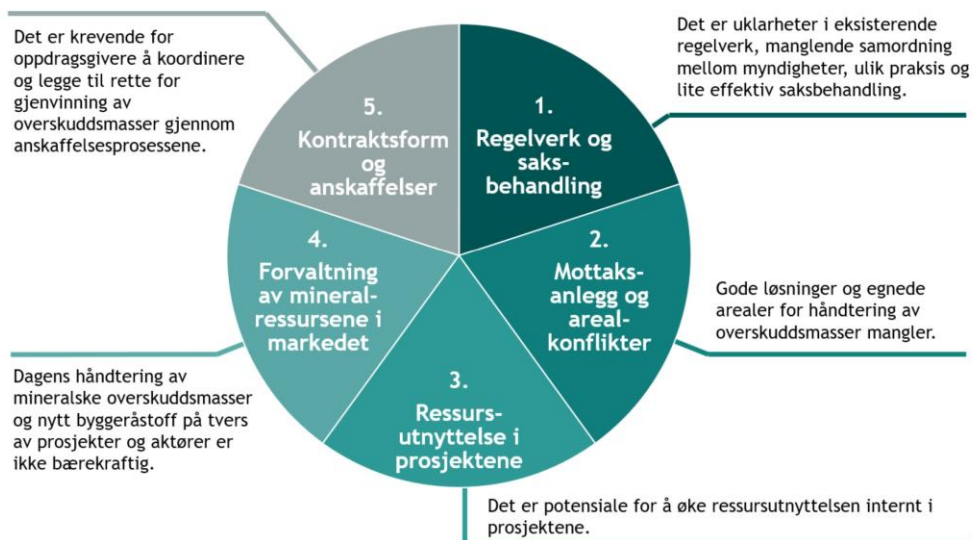 Det er krevende for
oppdragsgivere å koordinere
og legge til rette for
gjenvinning av
overskuddsmasser gjennom
anskaffelsesprosessene.
Det er uklarheter i eksisterende
regelverk, manglende samordning
mellom myndigheter, ulik praksis og
lite effektiv saksbehandling.
1.
Regelverk og
saks-
behandling
2.
Mottaks-
anlegg og
areal-
konflikter
Gode løsninger og egnede
arealer for håndtering av
overskuddsmasser mangler.
3.
Ressurs-
utnyttelse i
prosjektene
Det er potensiale for å øke ressursutnyttelsen internt i
prosjektene.
4.
Forvaltning
av mineral-
ressursene i
markedet
Dagens håndtering av
mineralske overskuddsmasser
og nytt byggeråstoff på tvers
av prosjekter og aktører er
ikke bærekraftig.
5.
Kontraktsform
og
anskaffelser